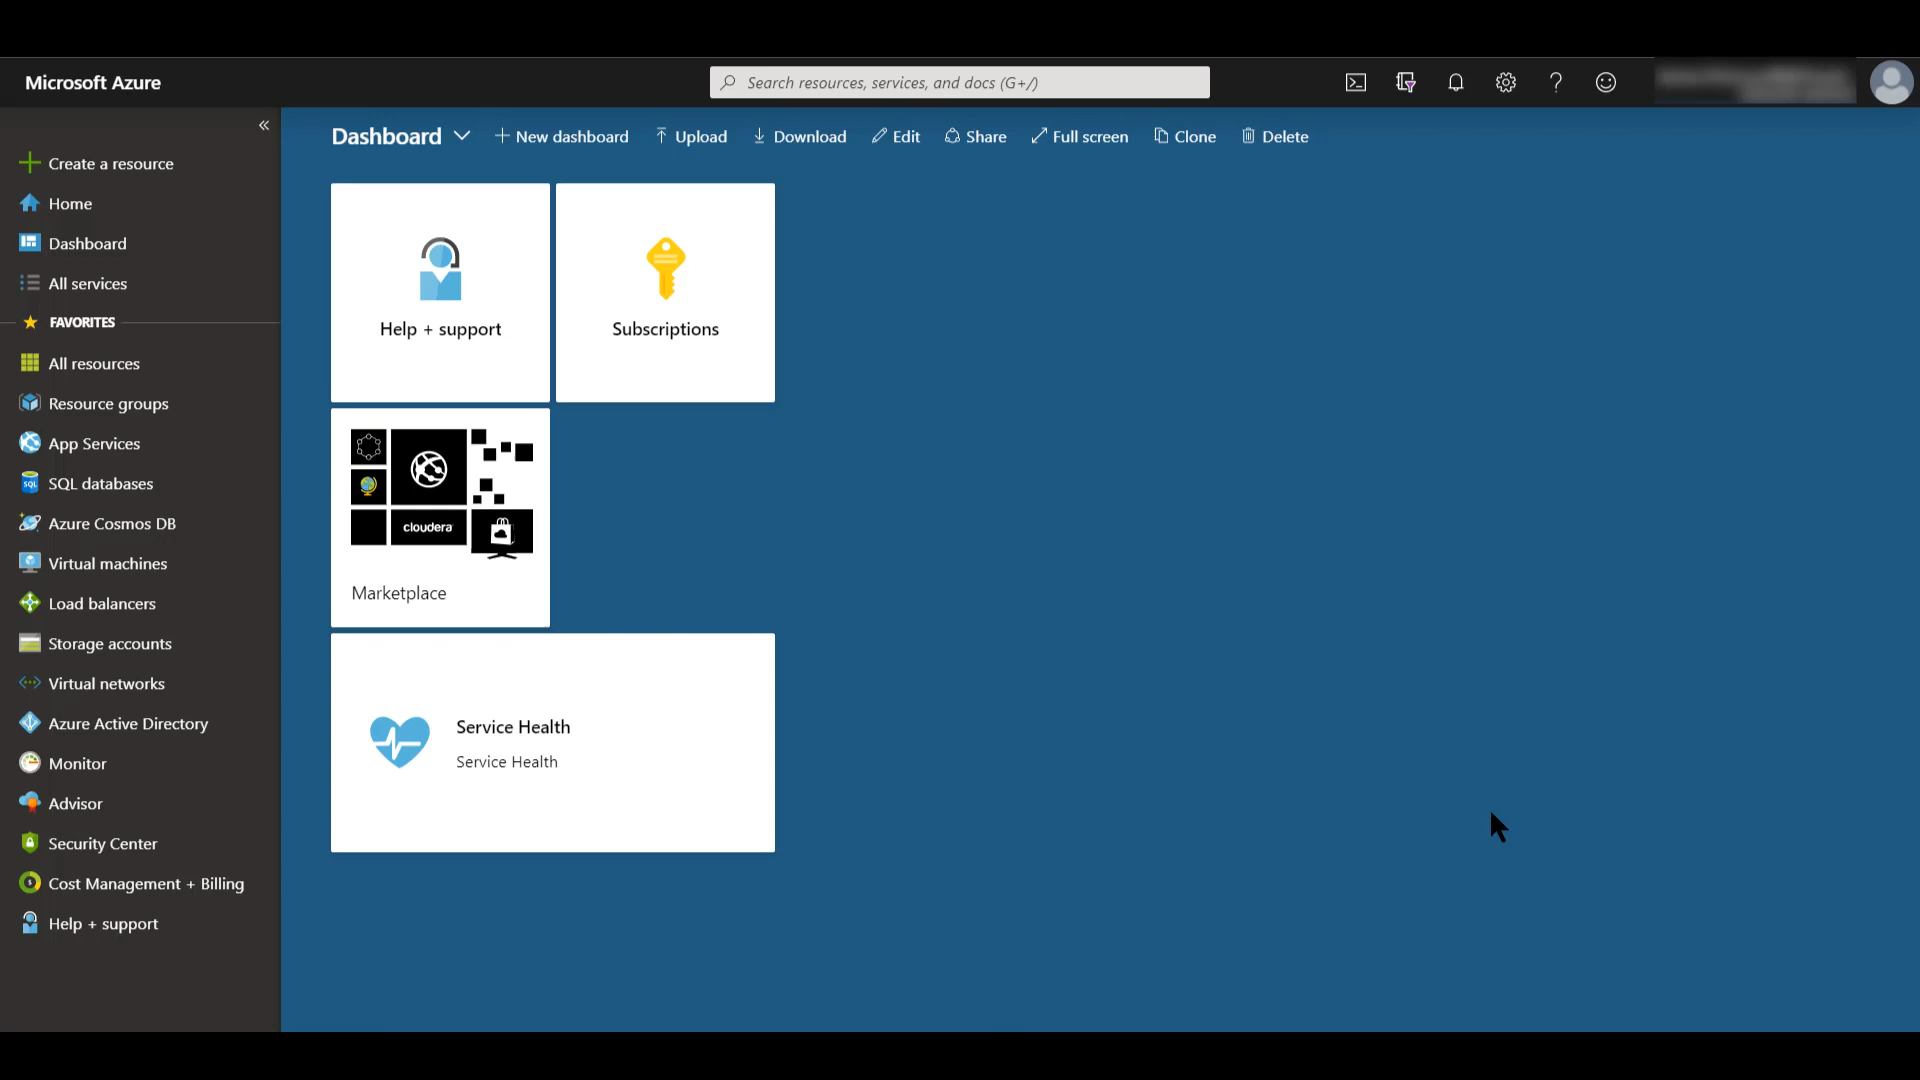 Microsoft Azure
Search resources, services, and docs (G+/)
Create a resource
Home
Dashboard
All services
FAVORITES
All resources
Resource groups
App Services
SQL databases
Azure Cosmos DB
Virtual machines
Load balancers
Storage accounts
Virtual networks
Azure Active Directory
Monitor
Advisor
Security Center
Cost Management + Billing
Help + support
Dashboard
New dashboard
Upload
Download
Edit
Share
Full screen
Clone
Delete
Help + support
Subscriptions
cloudera
Marketplace
Service Health
Service Health
SQL